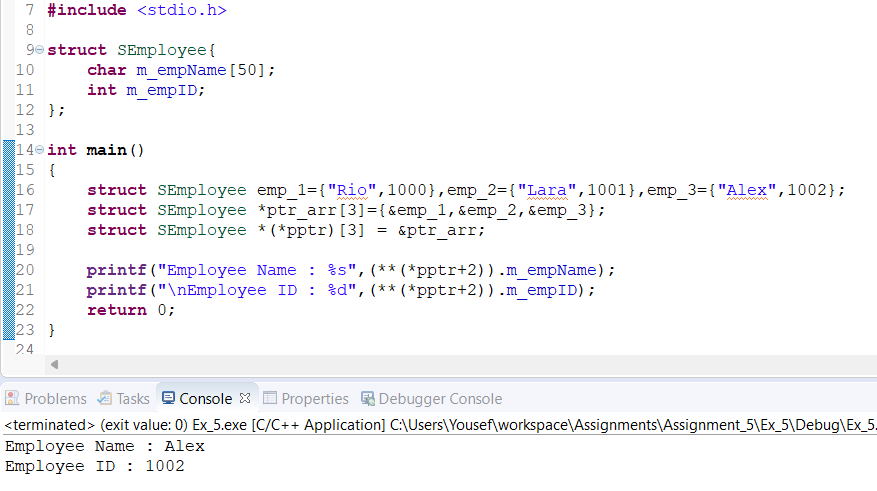 7 #include <stdio.h>
8
9 struct SEmployee{
10     char m_empName[50];
11     int m_empID;
12 };
13
14 int main()
15 {
16     struct SEmployee emp_1={"Rio",1000},emp_2={"Lara",1001},emp_3={"Alex",1002};
17     struct SEmployee *ptr_arr[3]={&emp_1,&emp_2,&emp_3};
18     struct SEmployee *(*pptr)[3] = &ptr_arr;
19
20     printf("Employee Name : %s",(**(*pptr+2)).m_empName);
21     printf("\nEmployee ID : %d",(**(*pptr+2)).m_empID);
22     return 0;
23 }
24
Problems Tasks Console Properties Debugger Console
<terminated> (exit value: 0) Ex_5.exe [C/C++ Application] C:\Users\Yousef\workspace\Assignments\Assignment_5\Ex_5\Debug\Ex_5.
Employee Name : Alex
Employee ID : 1002